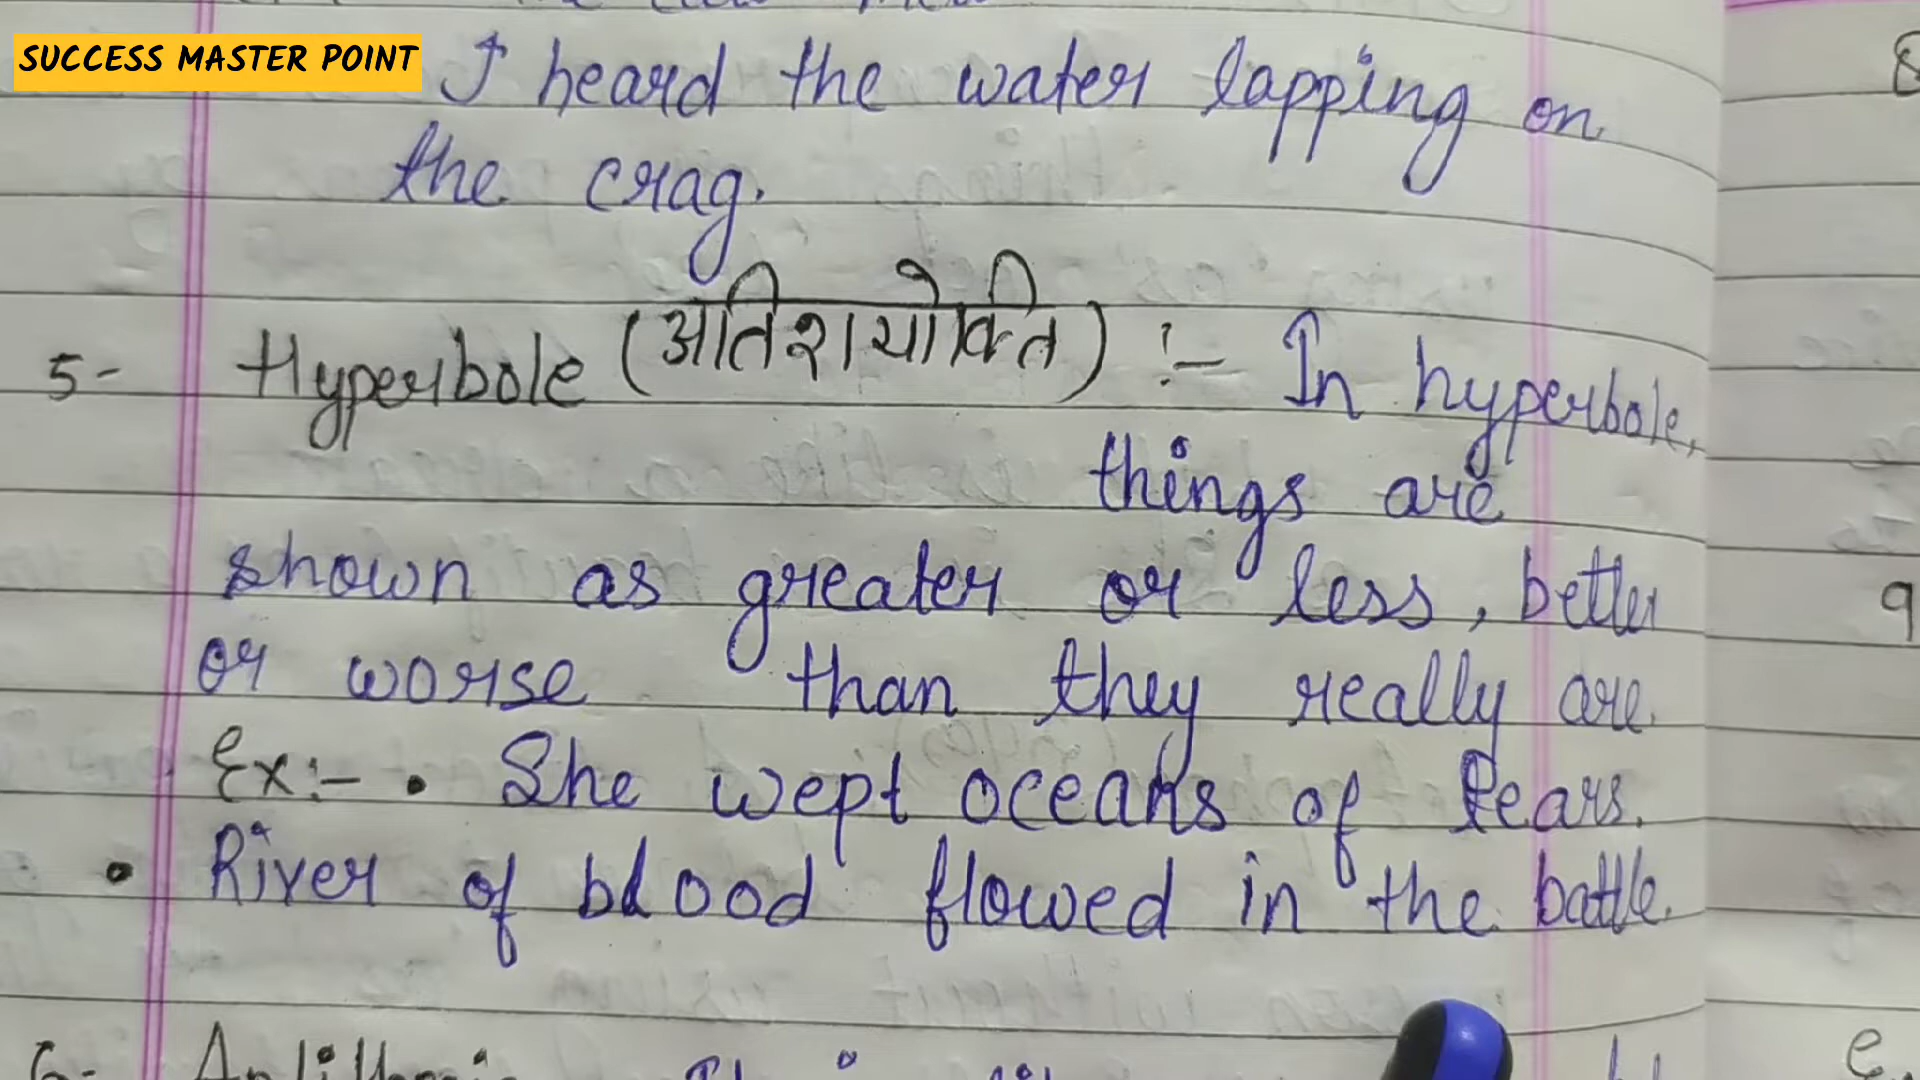 SUCCESS MASTER POINT
I heard the water lapping on
the crag.
5- Hyperbole (अतिशयोक्ति) :- In hyperbole,
things are
shown as greater or less, better
or worse than they really are.
Ex:- • She wept oceans of tears.
• River of blood flowed in the battle.
6-